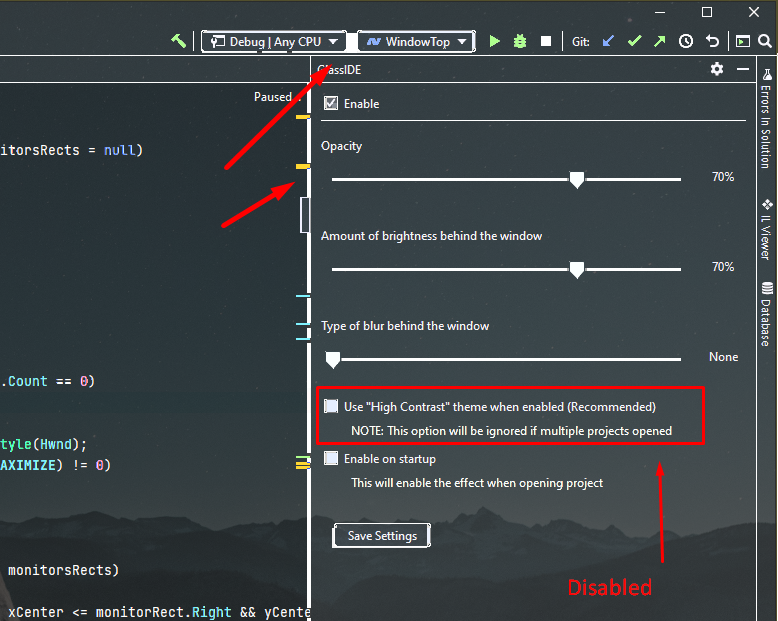 Debug | Any CPU
WindowTop
Git:
GlassIDE
Paused...
Enable
itorsRects = null)
Opacity
70%
Amount of brightness behind the window
70%
Type of blur behind the window
None
.Count == 0)
Use "High Contrast" theme when enabled (Recommended)
NOTE: This option will be ignored if multiple projects opened
tyle(Hwnd);
Enable on startup
AXIMIZE) != 0)
This will enable the effect when opening project
Save Settings
monitorsRects)
Disabled
xCenter <= monitorRect.Right && yCente
Errors In Solution
IL Viewer
Database